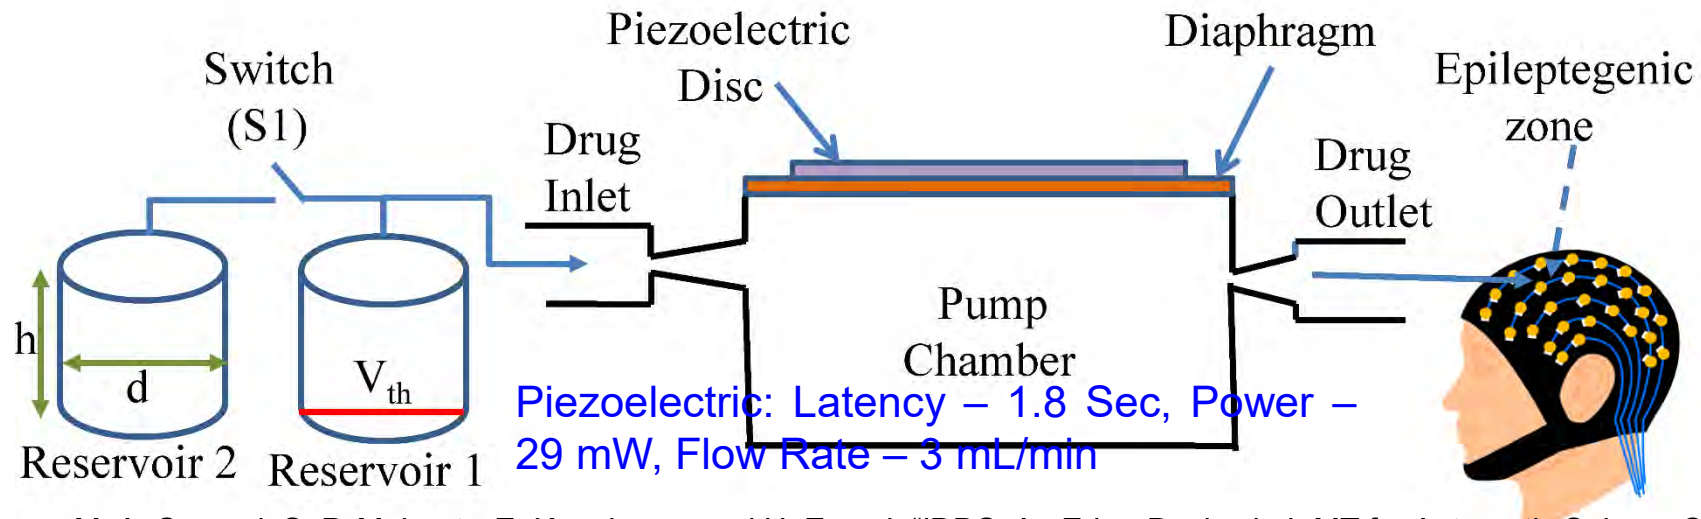 Piezoelectric
Disc
Diaphragm
Switch
(S1)
Epileptegenic
zone
Drug
Inlet
Drug
Outlet
h
d
V_th
Pump
Chamber
Piezoelectric: Latency – 1.8 Sec, Power –
29 mW, Flow Rate – 3 mL/min
Reservoir 2
Reservoir 1